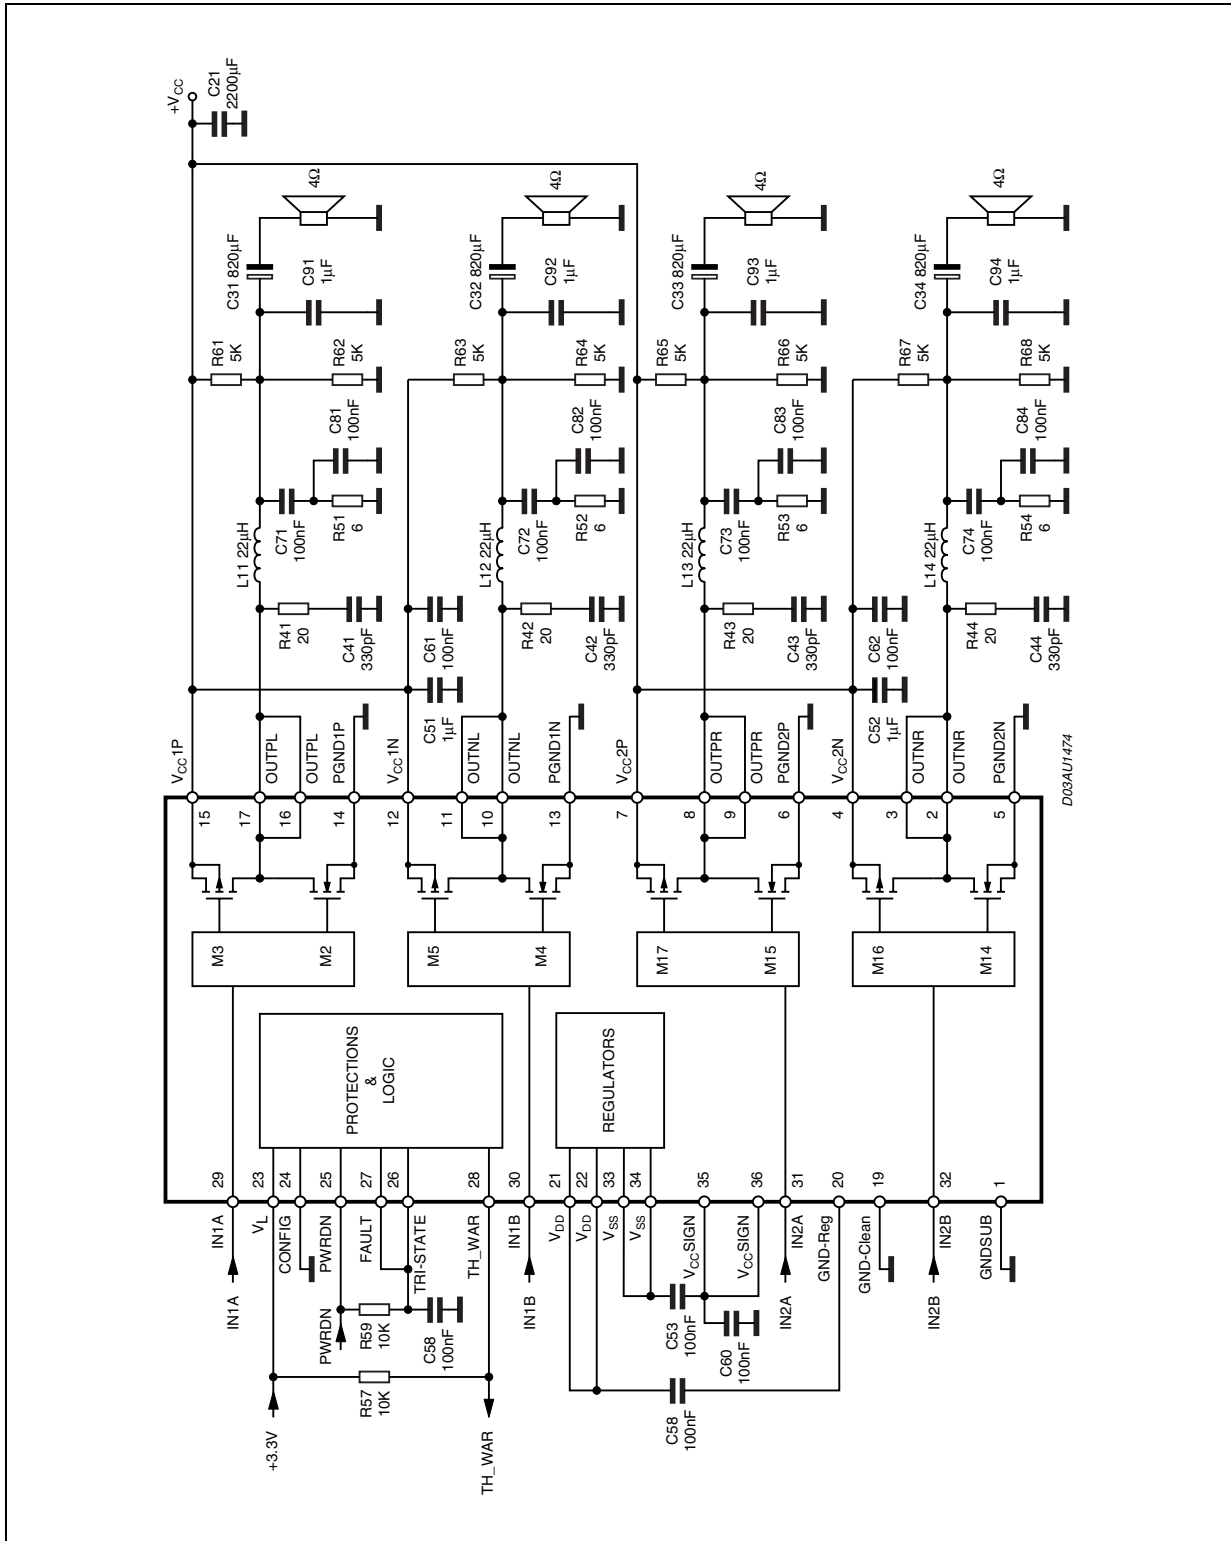 +VCC
C21
2200µF
4Ω
4Ω
4Ω
4Ω
C31 820µF
C91
1µF
C32 820µF
C92
1µF
C33 820µF
C93
1µF
C34 820µF
C94
1µF
R61
5K
R62
5K
R63
5K
R64
5K
R65
5K
R66
5K
R67
5K
R68
5K
C81
100nF
C82
100nF
C83
100nF
C84
100nF
L11 22µH
C71
100nF
R51
6
L12 22µH
C72
100nF
R52
6
L13 22µH
C73
100nF
R53
6
L14 22µH
C74
100nF
R54
6
R41
20
C41
330pF
C61
100nF
R42
20
C42
330pF
R43
20
C43
330pF
C62
100nF
R44
20
C44
330pF
C51
1µF
C52
1µF
VCC1P
OUTPL
OUTPL
PGND1P
VCC1N
OUTNL
OUTNL
PGND1N
VCC2P
OUTPR
OUTPR
PGND2P
VCC2N
OUTNR
OUTNR
PGND2N
D03AU1474
15
17
16
14
12
11
10
13
7
8
9
6
4
3
2
5
M3
M2
M5
M4
M17
M15
M16
M14
PROTECTIONS
&
LOGIC
REGULATORS
29
23
24
25
27
26
28
30
21
22
33
34
35
36
31
20
19
32
1
IN1A
VL
CONFIG
PWRDN
FAULT
TRI-STATE
TH_WAR
IN1B
VDD
VDD
VSS
VSS
VCCSIGN
VCCSIGN
IN2A
GND-Reg
GND-Clean
IN2B
GNDSUB
IN1A
PWRDN
R59
10K
C58
100nF
IN1B
C53
100nF
C60
100nF
IN2A
IN2B
+3.3V
R57
10K
TH_WAR
C58
100nF